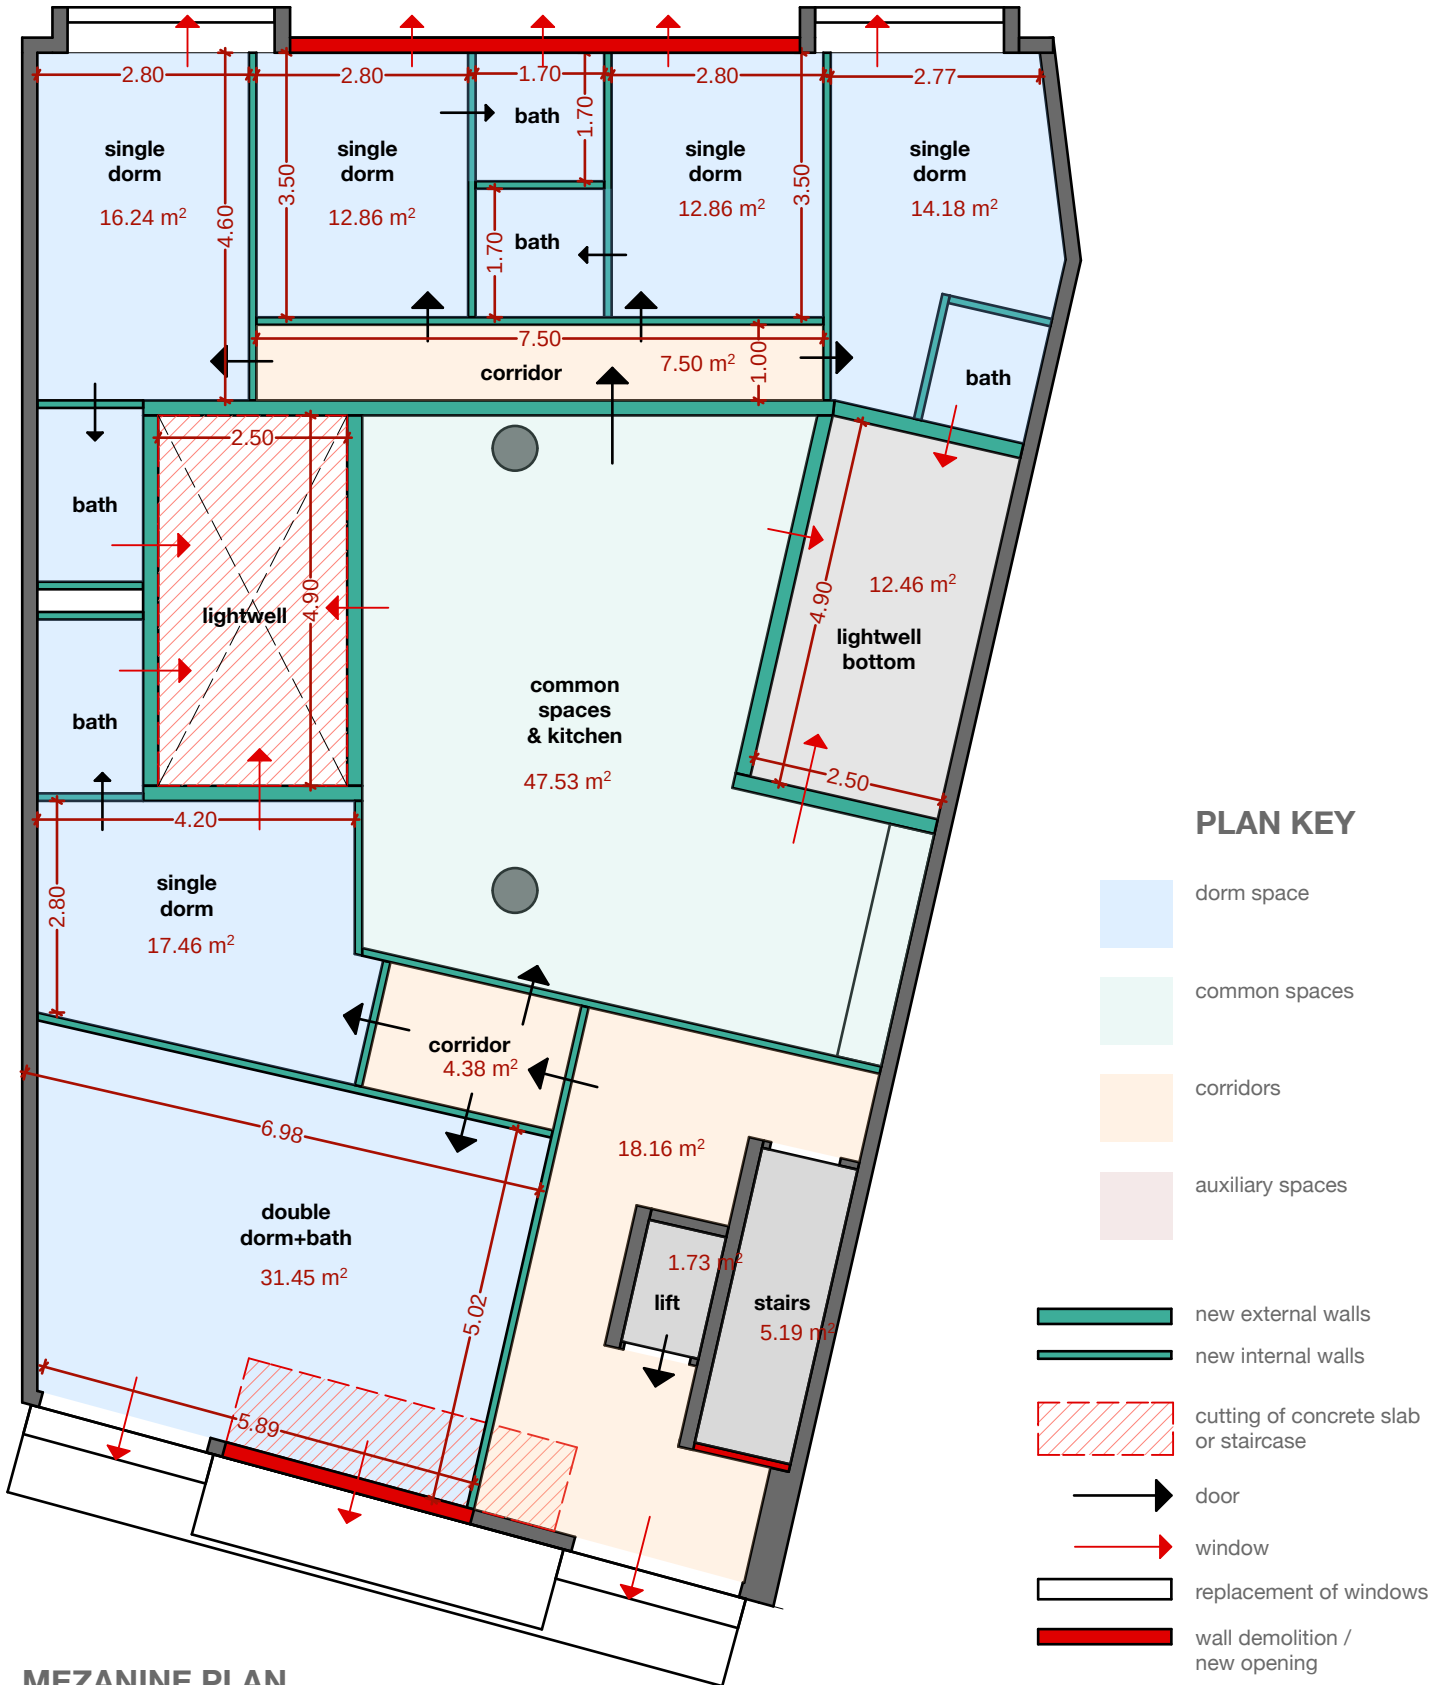 2.80
2.80
1.70
2.80
2.77
bath
1.70
single
dorm
16.24 m²
4.60
3.50
single
dorm
12.86 m²
single
dorm
12.86 m²
3.50
single
dorm
14.18 m²
bath
1.70
7.50
corridor
7.50 m²
1.00
bath
2.50
bath
lightwell
4.90
12.46 m²
4.90
lightwell
bottom
common
spaces
& kitchen
47.53 m²
bath
2.50
4.20
2.80
single
dorm
17.46 m²
corridor
4.38 m²
6.98
18.16 m²
double
dorm+bath
31.45 m²
5.02
1.73 m²
lift
stairs
5.19 m²
5.89
MEZANINE PLAN
PLAN KEY
dorm space
common spaces
corridors
auxiliary spaces
new external walls
new internal walls
cutting of concrete slab
or staircase
door
window
replacement of windows
wall demolition /
new opening